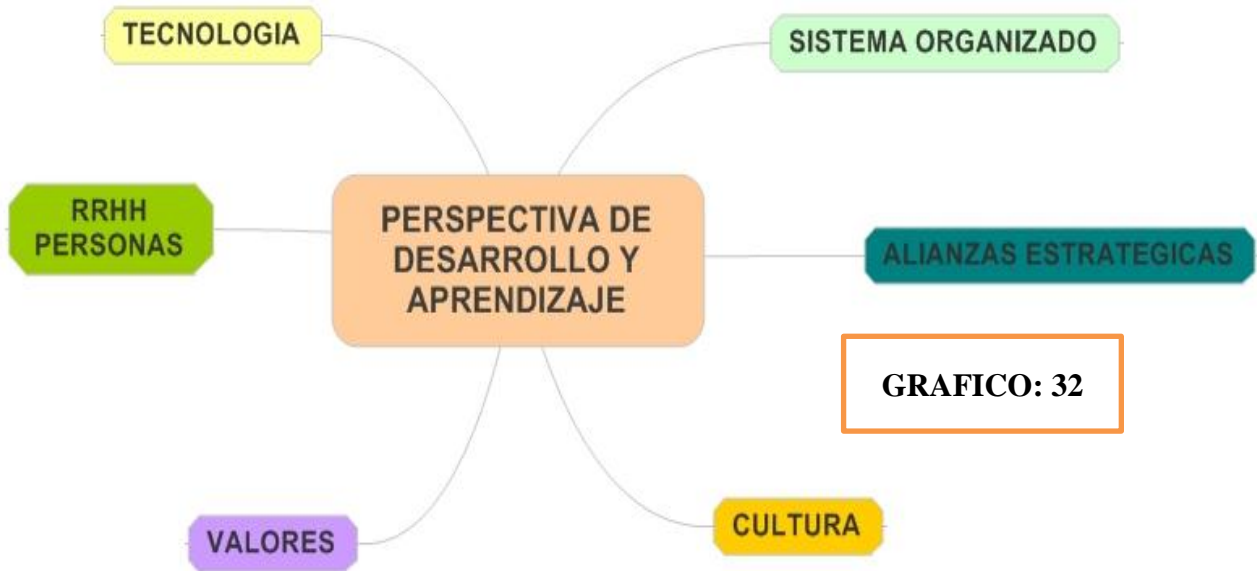 TECNOLOGIA
SISTEMA ORGANIZADO
RRHH
PERSONAS
PERSPECTIVA DE
DESARROLLO Y
APRENDIZAJE
ALIANZAS ESTRATEGICAS
GRAFICO: 32
VALORES
CULTURA